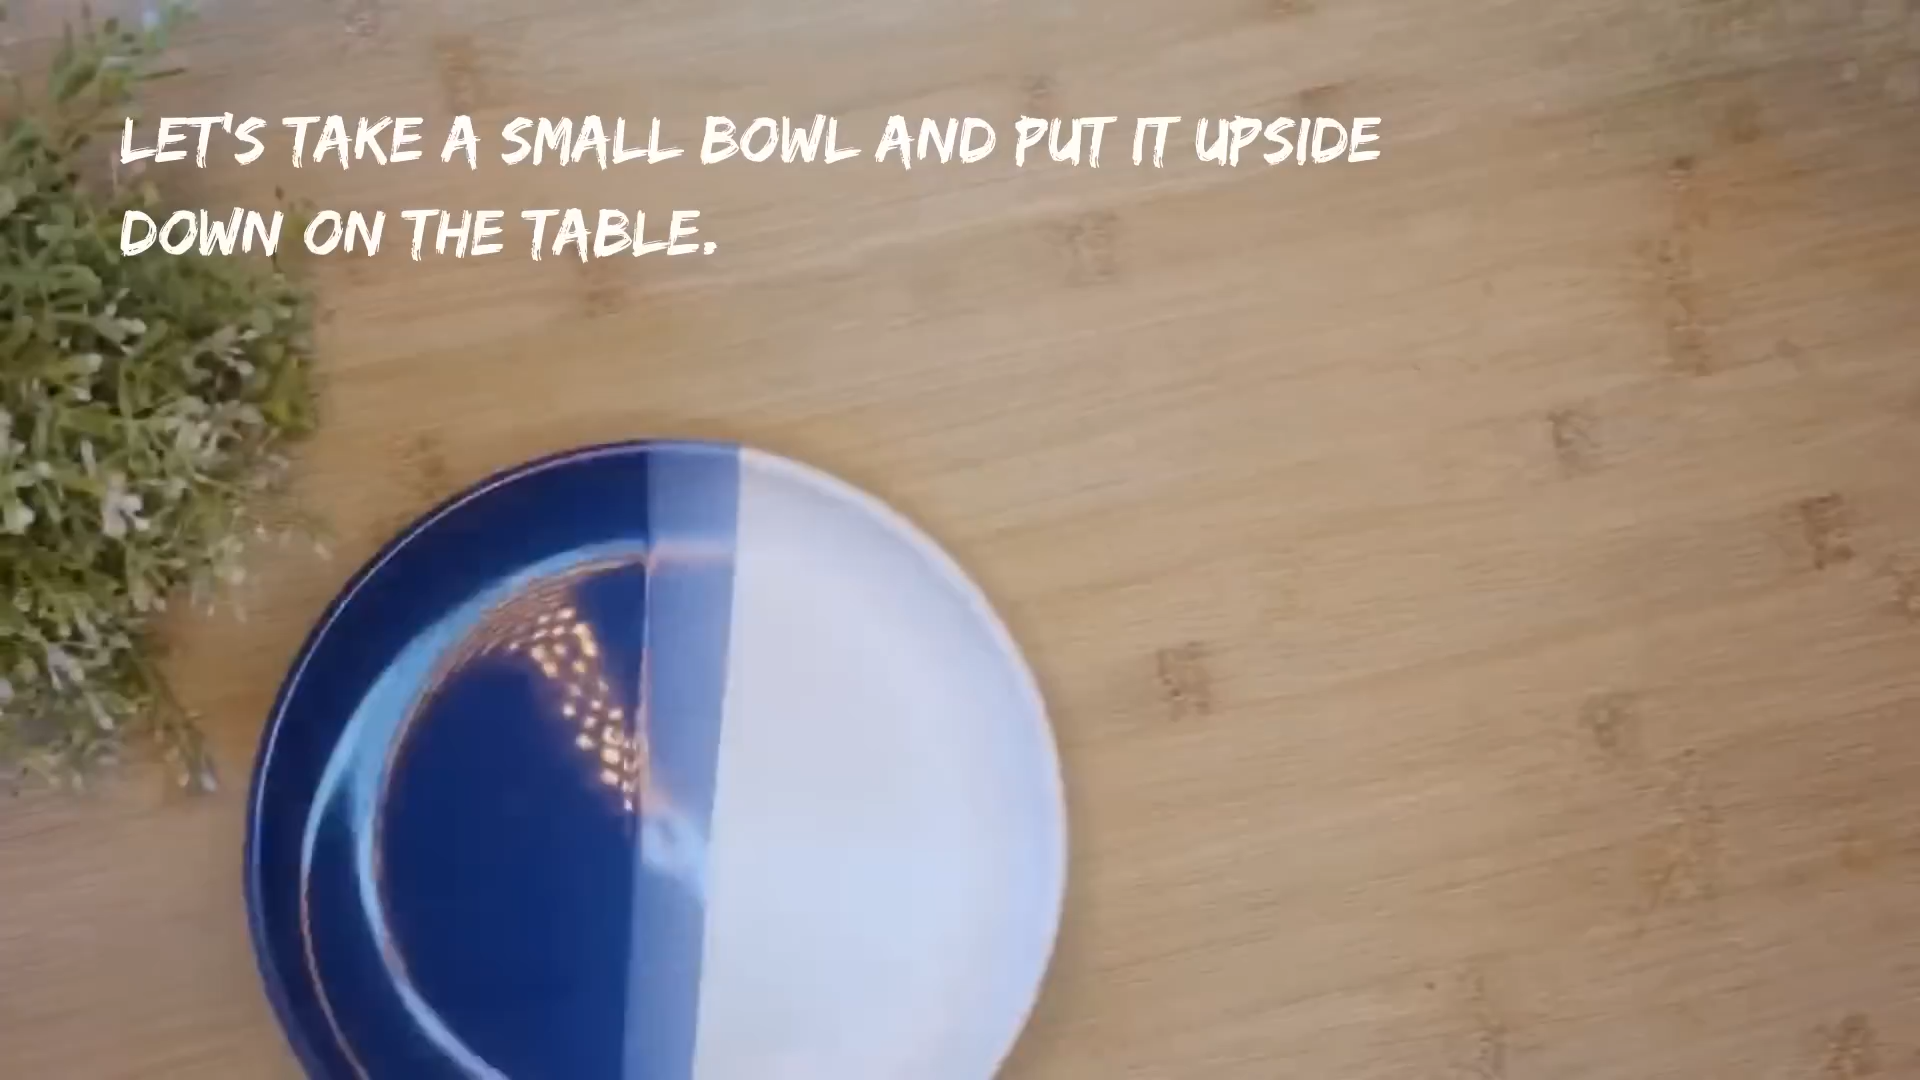 LET'S TAKE A SMALL BOWL AND PUT IT UPSIDE
DOWN ON THE TABLE.